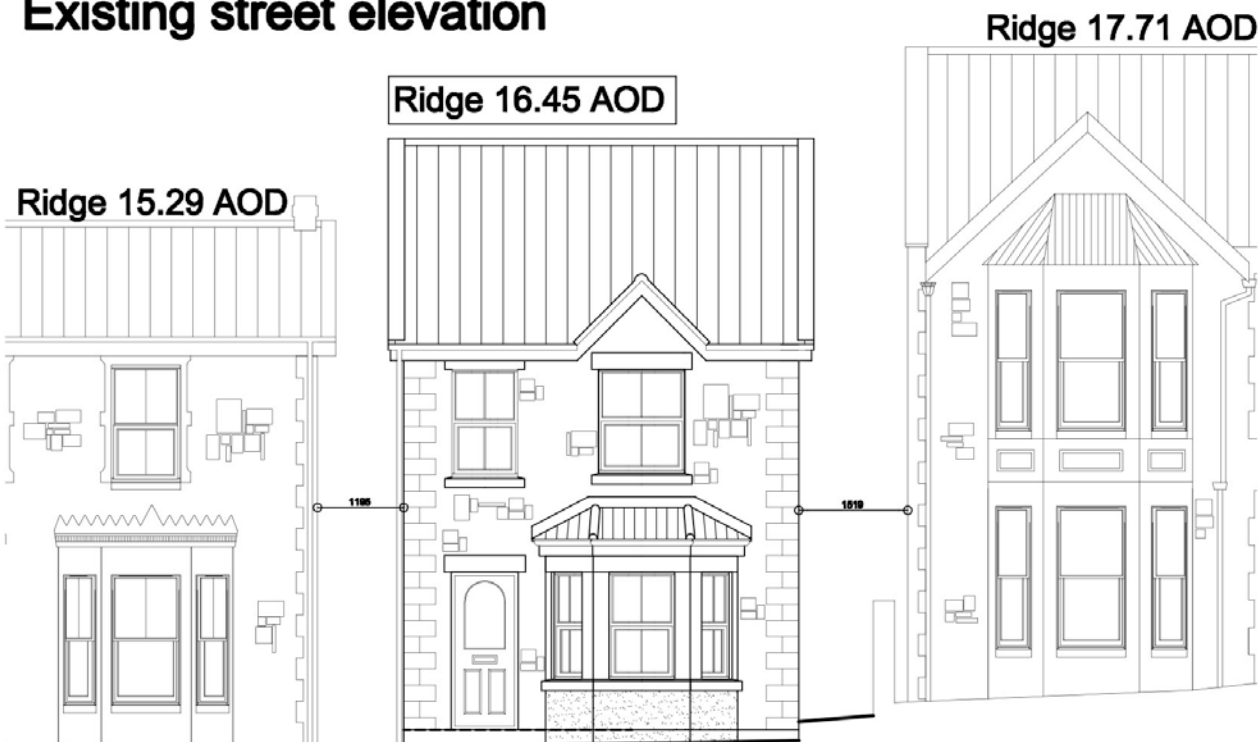 Existing street elevation
Ridge 17.71 AOD
Ridge 16.45 AOD
Ridge 15.29 AOD
1195
1519